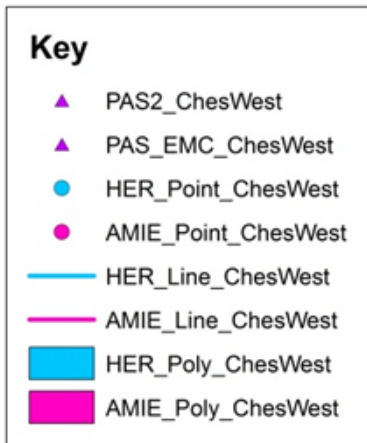 Key
PAS2_ChesWest
PAS_EMC_ChesWest
HER_Point_ChesWest
AMIE_Point_ChesWest
HER_Line_ChesWest
AMIE_Line_ChesWest
HER_Poly_ChesWest
AMIE_Poly_ChesWest